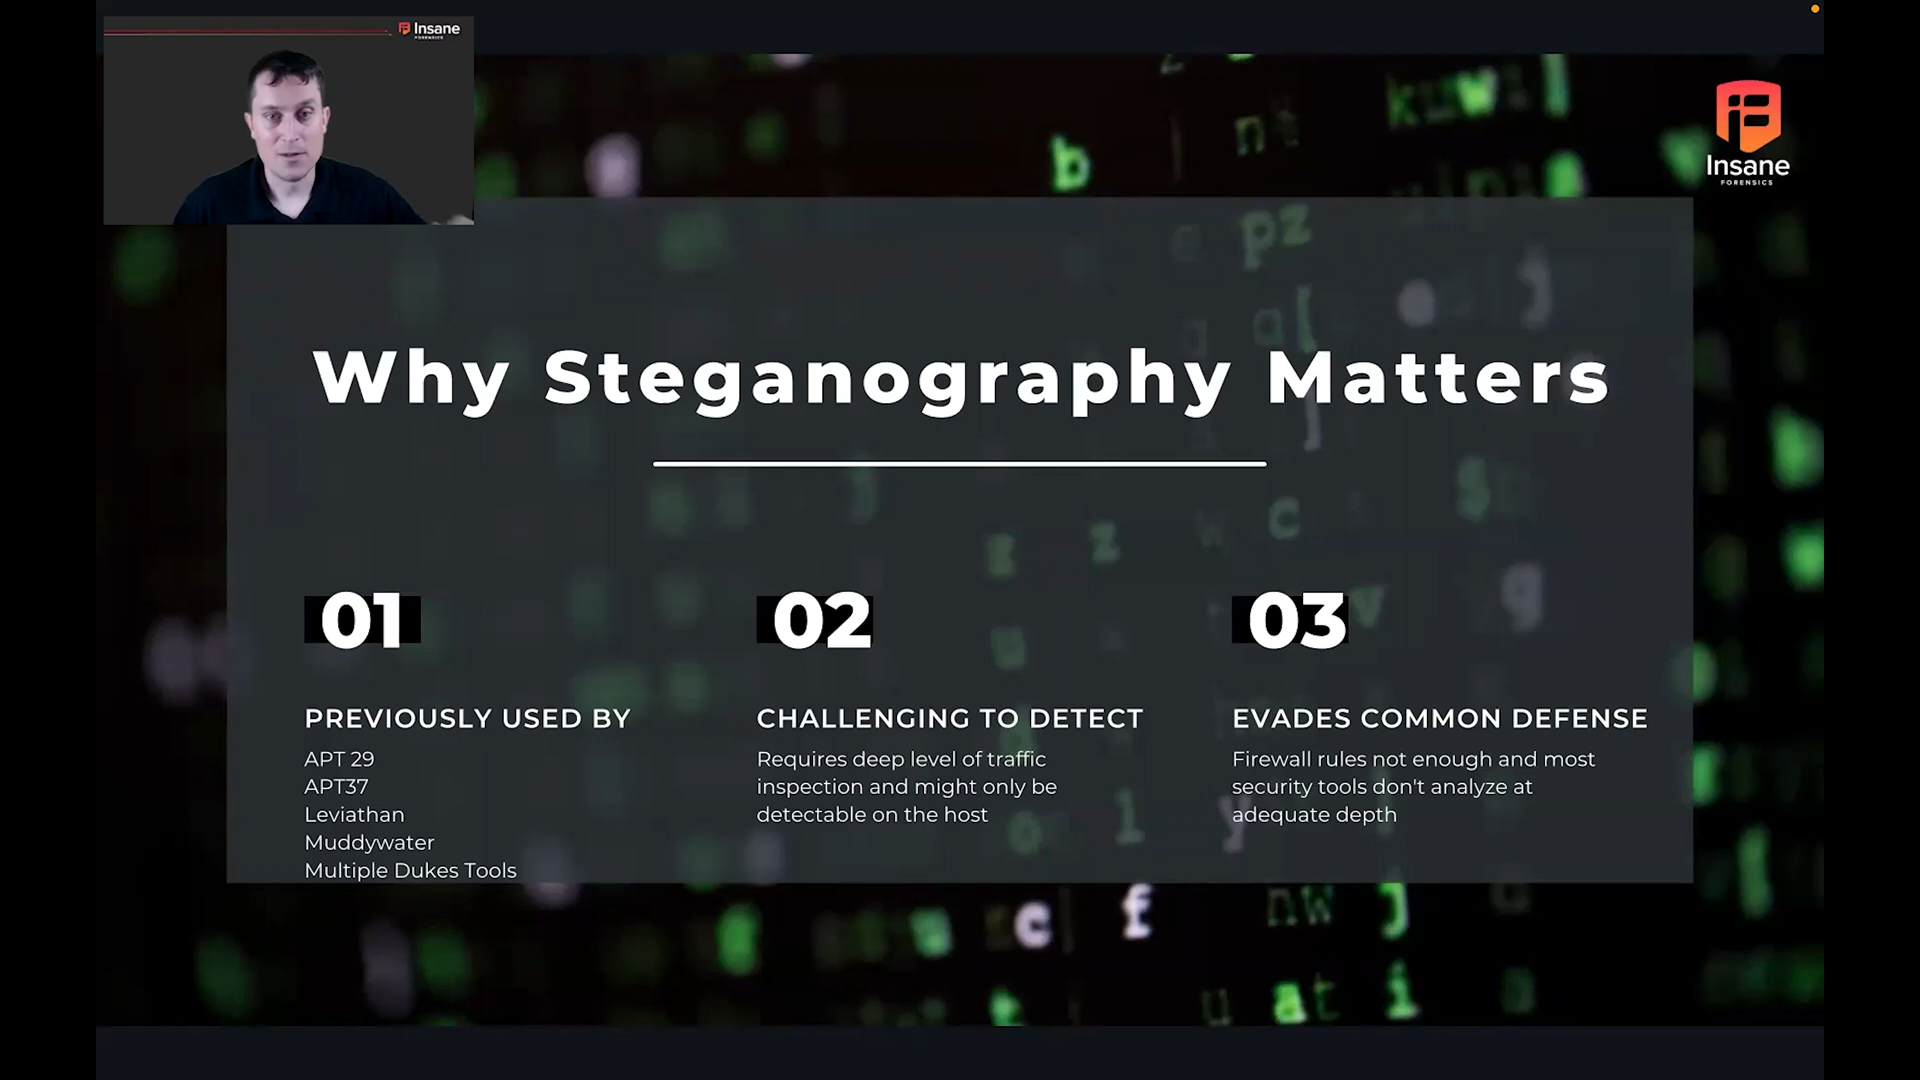 Insane
FORENSICS
Insane
FORENSICS
Why Steganography Matters
01
PREVIOUSLY USED BY
APT 29
APT37
Leviathan
Muddywater
Multiple Dukes Tools
02
CHALLENGING TO DETECT
Requires deep level of traffic
inspection and might only be
detectable on the host
03
EVADES COMMON DEFENSE
Firewall rules not enough and most
security tools don't analyze at
adequate depth